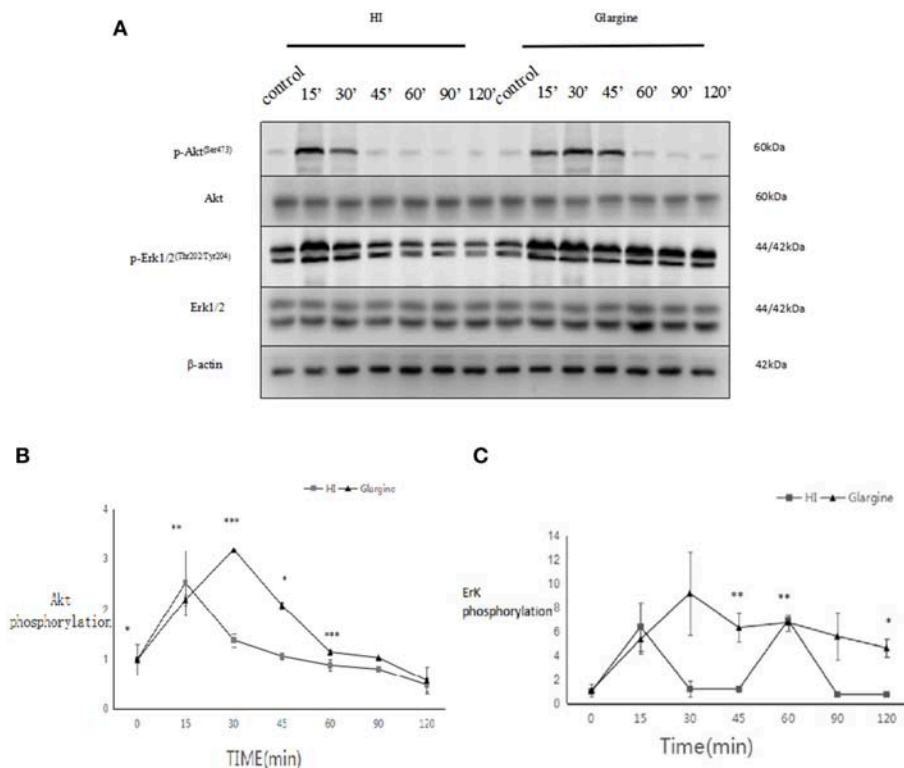 A
HI Glargine
control 15' 30' 45' 60' 90' 120' control 15' 30' 45' 60' 90' 120'
p-Akt(Ser473) 60kDa
Akt 60kDa
p-Erk1/2(Thr202/Tyr204) 44/42kDa
Erk1/2 44/42kDa
β-actin 42kDa
B
HI Glargine
Akt
phosphorylation
4
3
2
1
0
* ** *** * ***
0 15 30 45 60 90 120
TIME(min)
C
HI Glargine
ErK
phosphorylation
14
12
10
8
6
4
2
0
** ** *
0 15 30 45 60 90 120
Time(min)